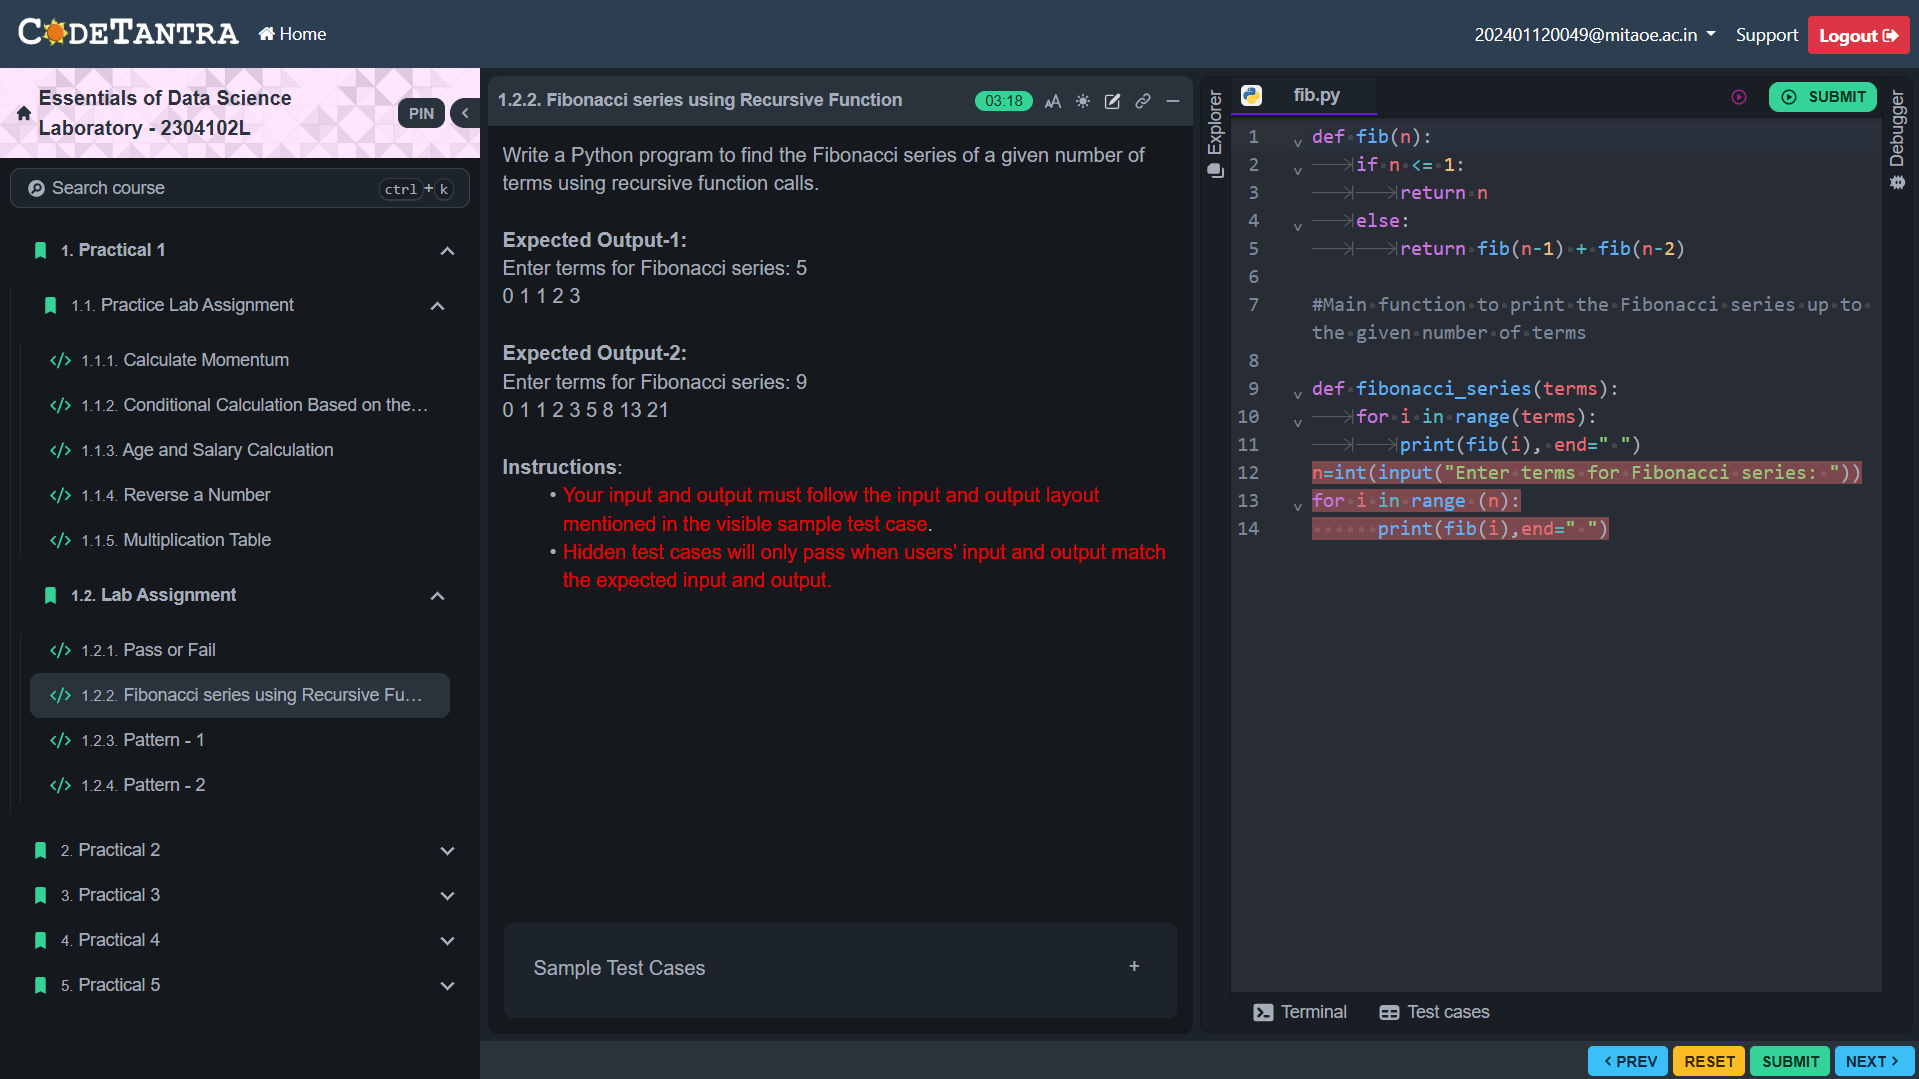 CODETANTRA
Home
202401120049@mitaoe.ac.in
Support
Logout
Essentials of Data Science
Laboratory - 2304102L
PIN
Search course
ctrl + k
1. Practical 1
1.1. Practice Lab Assignment
1.1.1. Calculate Momentum
1.1.2. Conditional Calculation Based on the...
1.1.3. Age and Salary Calculation
1.1.4. Reverse a Number
1.1.5. Multiplication Table
1.2. Lab Assignment
1.2.1. Pass or Fail
1.2.2. Fibonacci series using Recursive Fu...
1.2.3. Pattern - 1
1.2.4. Pattern - 2
2. Practical 2
3. Practical 3
4. Practical 4
5. Practical 5
1.2.2. Fibonacci series using Recursive Function
03:18
AA
Write a Python program to find the Fibonacci series of a given number of
terms using recursive function calls.
Expected Output-1:
Enter terms for Fibonacci series: 5
0 1 1 2 3
Expected Output-2:
Enter terms for Fibonacci series: 9
0 1 1 2 3 5 8 13 21
Instructions:
• Your input and output must follow the input and output layout
mentioned in the visible sample test case.
• Hidden test cases will only pass when users' input and output match
the expected input and output.
Sample Test Cases
+
Explorer
fib.py
SUBMIT
Debugger
1 def fib(n):
2 if n <= 1:
3 return n
4 else:
5 return fib(n-1) + fib(n-2)
6
7 #Main function to print the Fibonacci series up to
the given number of terms
8
9 def fibonacci_series(terms):
10 for i in range(terms):
11 print(fib(i), end=" ")
12 n=int(input("Enter terms for Fibonacci series: "))
13 for i in range (n):
14 print(fib(i),end=" ")
Terminal
Test cases
< PREV
RESET
SUBMIT
NEXT >